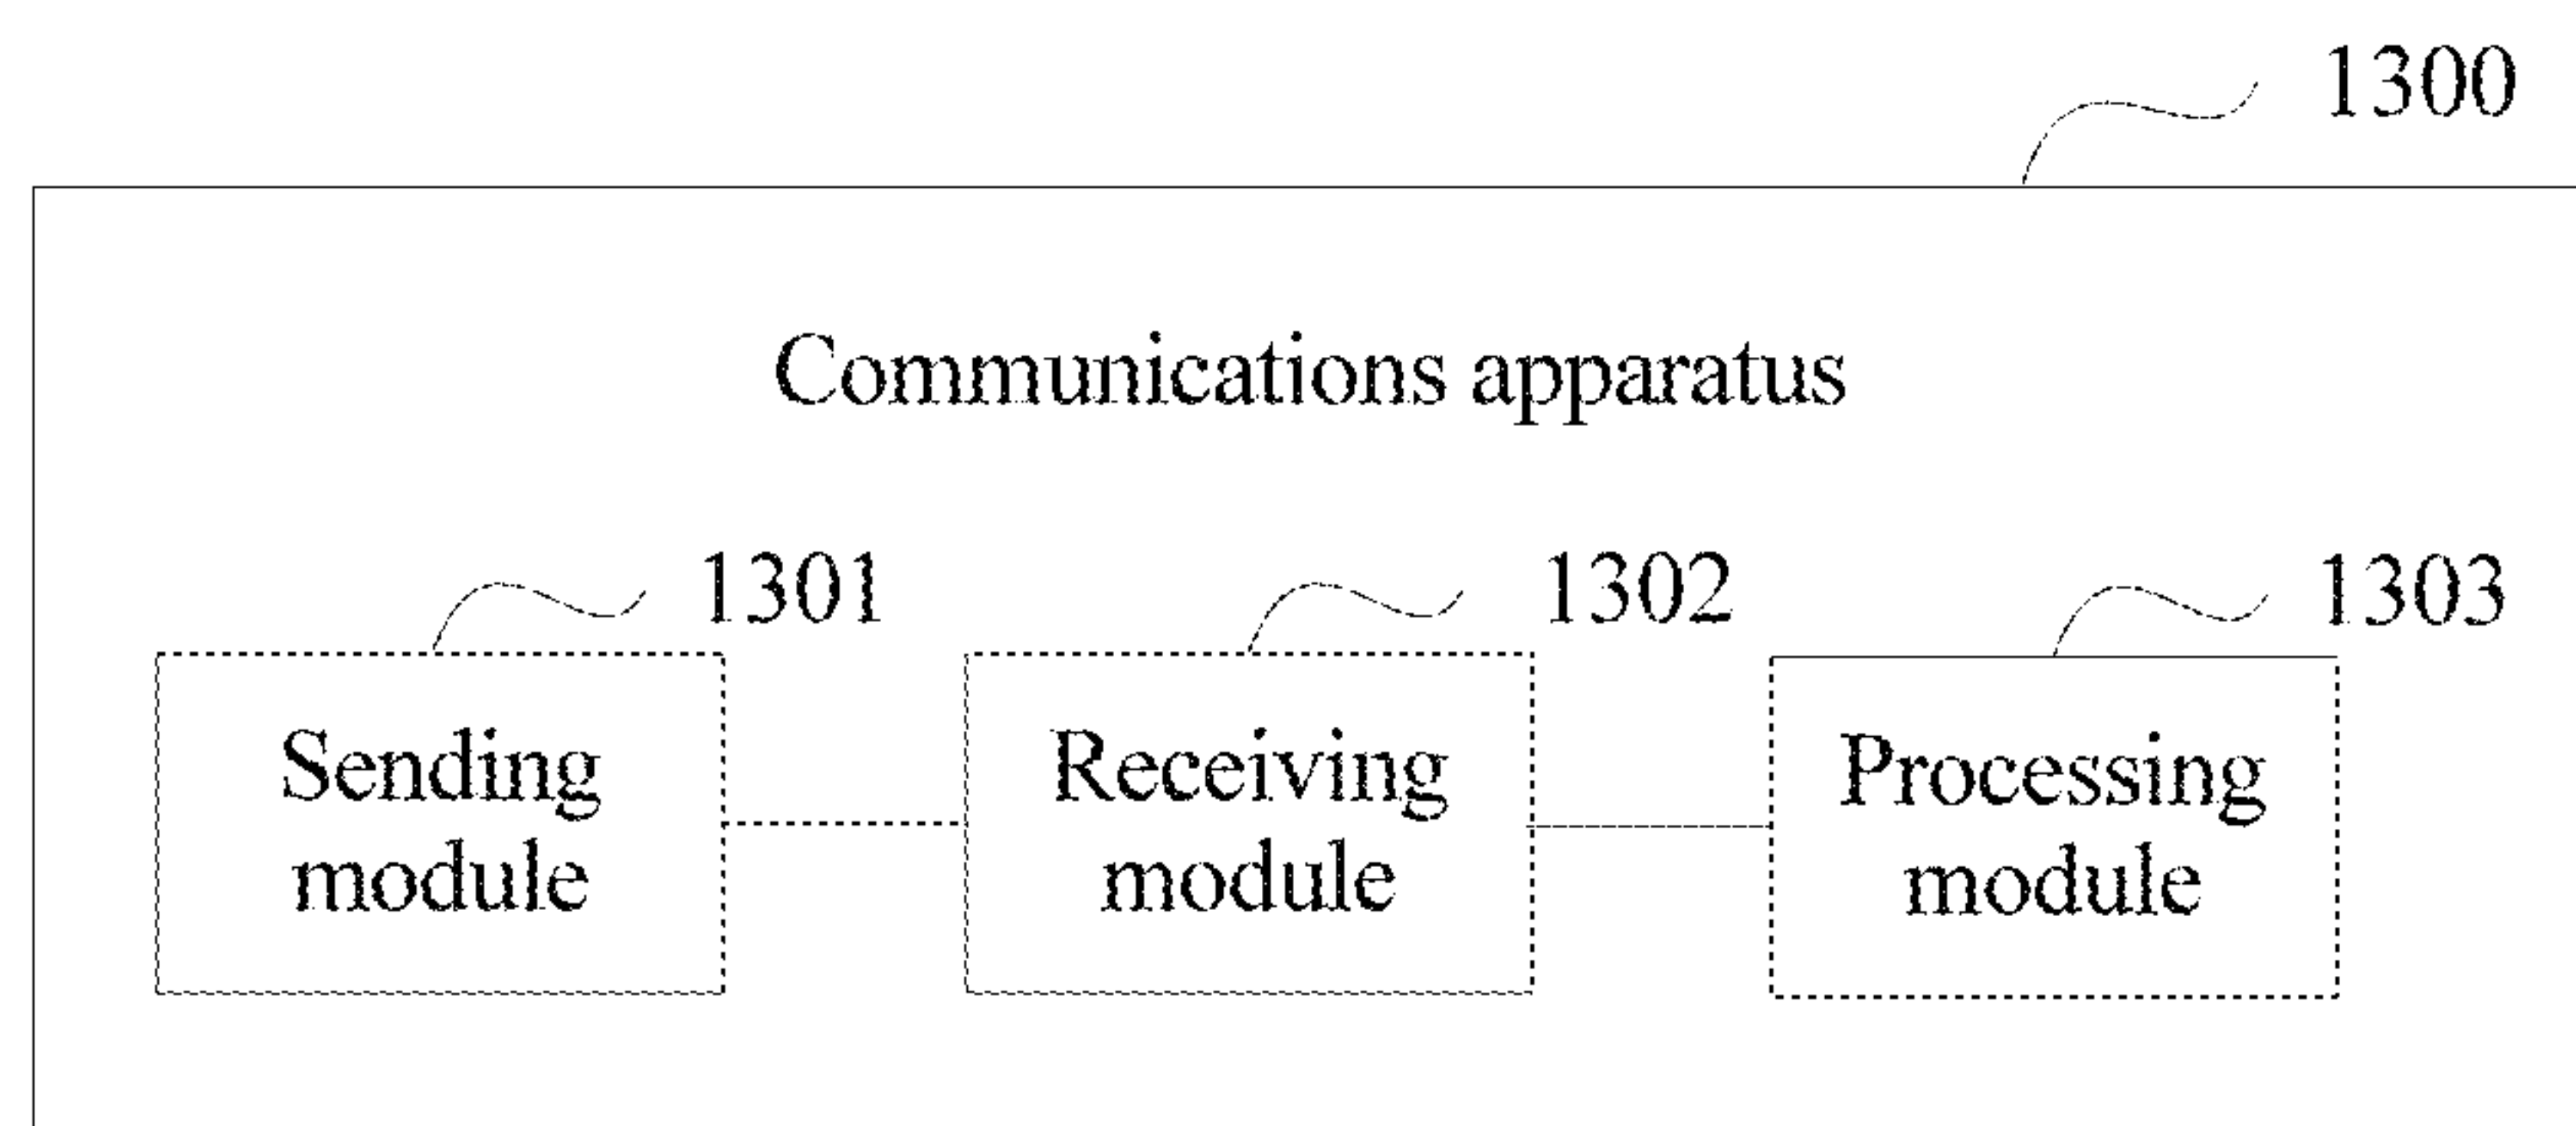 1300
Communications apparatus
1301
1302
1303
Sending
module
Receiving
module
Processing
module